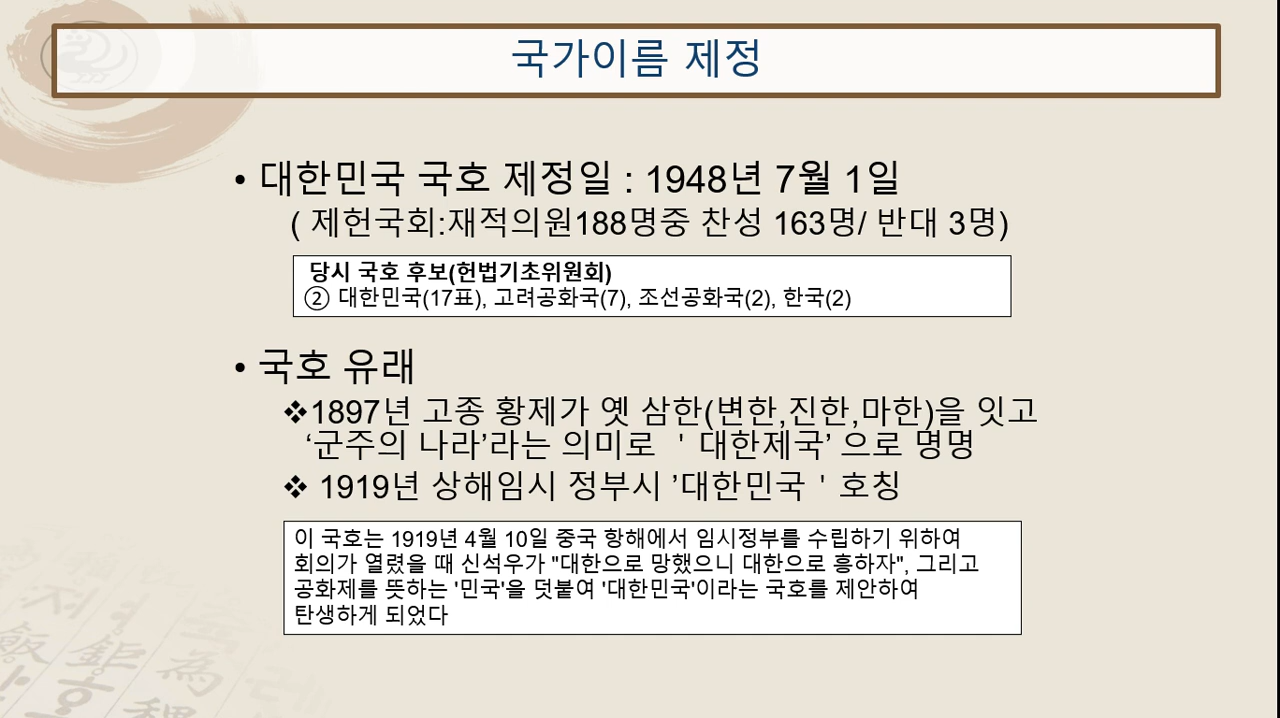 국가이름 제정
• 대한민국 국호 제정일 : 1948년 7월 1일
( 제헌국회:재적의원188명중 찬성 163명/ 반대 3명)
당시 국호 후보(헌법기초위원회)
② 대한민국(17표), 고려공화국(7), 조선공화국(2), 한국(2)
• 국호 유래
❖1897년 고종 황제가 옛 삼한(변한,진한,마한)을 잇고
‘군주의 나라’라는 의미로 ＇대한제국’ 으로 명명
❖ 1919년 상해임시 정부시 ’대한민국＇호칭
이 국호는 1919년 4월 10일 중국 항해에서 임시정부를 수립하기 위하여
회의가 열렸을 때 신석우가 "대한으로 망했으니 대한으로 흥하자", 그리고
공화제를 뜻하는 '민국'을 덧붙여 '대한민국'이라는 국호를 제안하여
탄생하게 되었다